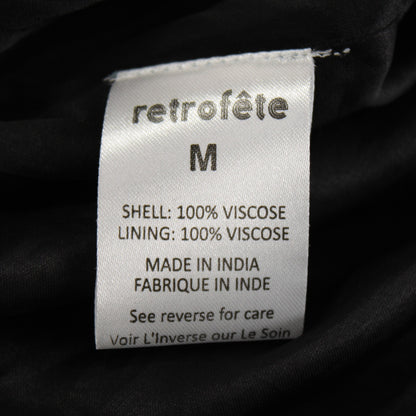 retrofête
M
SHELL: 100% VISCOSE
LINING: 100% VISCOSE
MADE IN INDIA
FABRIQUE IN INDE
See reverse for care
Voir L'Inverse our Le Soin